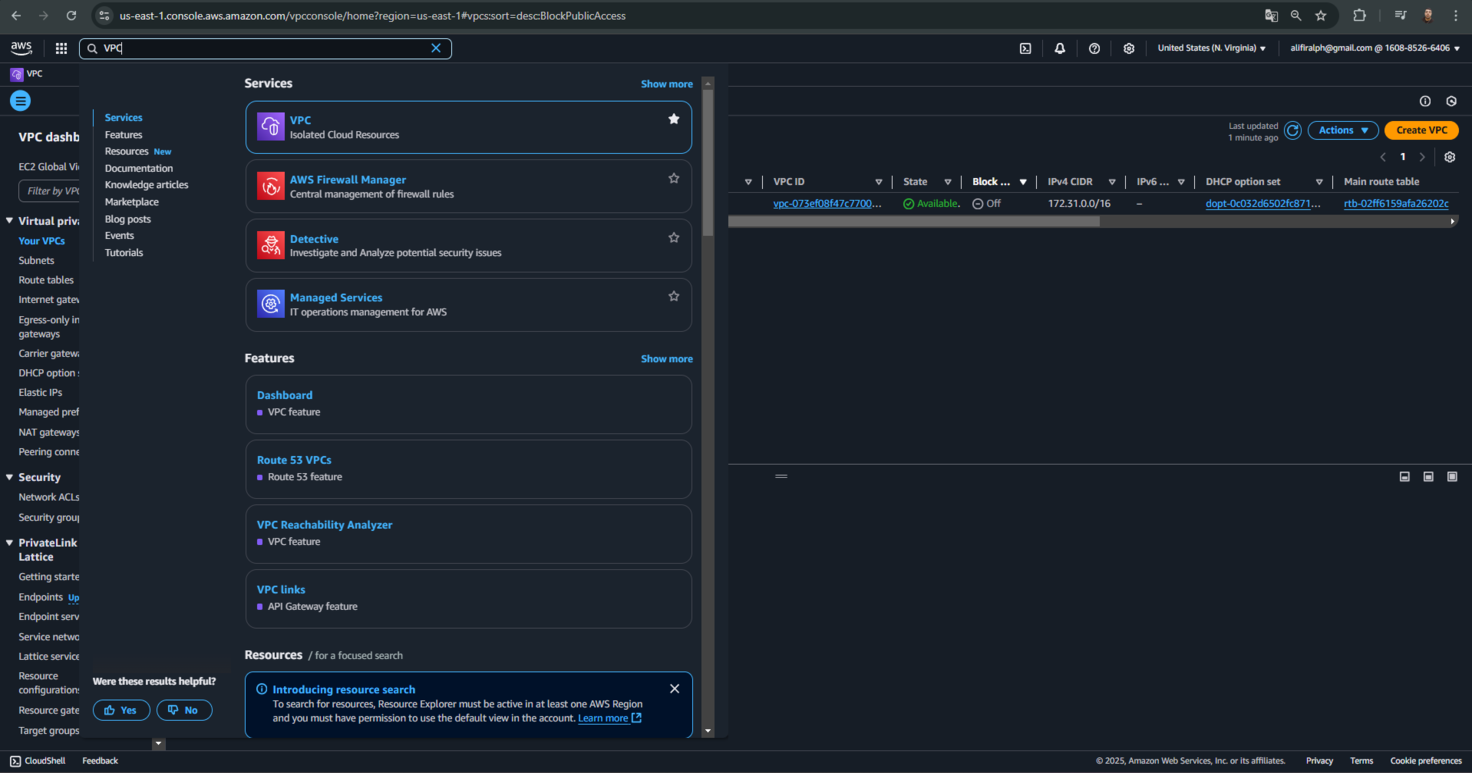 us-east-1.console.aws.amazon.com/vpcconsole/home?region=us-east-1#vpcs:sort=desc:BlockPublicAccess
aws
VPC
United States (N. Virginia)
alifiralph@gmail.com @ 1608-8526-6406
VPC
VPC dashb
EC2 Global Vi
Filter by VPC
Virtual priva
Your VPCs
Subnets
Route tables
Internet gatew
Egress-only in
gateways
Carrier gatewa
DHCP option s
Elastic IPs
Managed pref
NAT gateways
Peering conne
Security
Network ACLs
Security group
PrivateLink
Lattice
Getting starte
Endpoints Up
Endpoint serv
Service netwo
Lattice service
Resource
configurations
Resource gate
Target groups
Services
Features
Resources New
Documentation
Knowledge articles
Marketplace
Blog posts
Events
Tutorials
Were these results helpful?
Yes
No
Services
Show more
VPC
Isolated Cloud Resources
AWS Firewall Manager
Central management of firewall rules
Detective
Investigate and Analyze potential security issues
Managed Services
IT operations management for AWS
Features
Show more
Dashboard
VPC feature
Route 53 VPCs
Route 53 feature
VPC Reachability Analyzer
VPC feature
VPC links
API Gateway feature
Resources / for a focused search
Introducing resource search
To search for resources, Resource Explorer must be active in at least one AWS Region
and you must have permission to use the default view in the account. Learn more
Last updated
1 minute ago
Actions
Create VPC
1
VPC ID
State
Block ...
IPv4 CIDR
IPv6 ...
DHCP option set
Main route table
vpc-073ef08f47c7700...
Available
Off
172.31.0.0/16
–
dopt-0c032d6502fc871...
rtb-02ff6159afa26202c
CloudShell
Feedback
© 2025, Amazon Web Services, Inc. or its affiliates.
Privacy
Terms
Cookie preferences